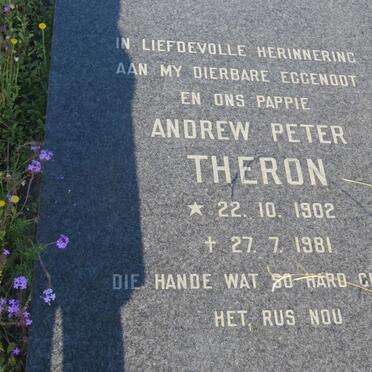 IN LIEFDEVOLLE HERINNERING
AAN MY DIERBARE EGGENOOT
EN ONS PAPPIE
ANDREW PETER
THERON
★ 22. 10. 1902
✝ 27. 7. 1981
DIE HANDE WAT SO HARD
HET, RUS NOU